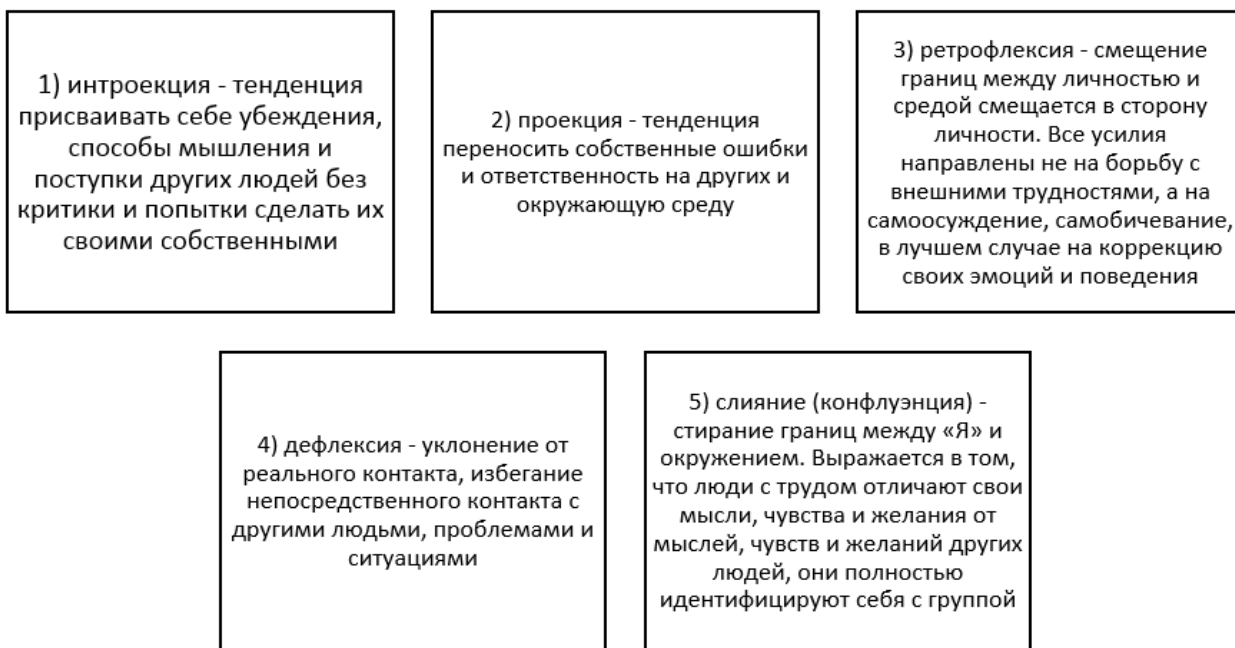 1) интроекция - тенденция
присваивать себе убеждения,
способы мышления и
поступки других людей без
критики и попытки сделать их
своими собственными
2) проекция - тенденция
переносить собственные ошибки
и ответственность на других и
окружающую среду
3) ретрофлексия - смещение
границ между личностью и
средой смещается в сторону
личности. Все усилия
направлены не на борьбу с
внешними трудностями, а на
самоосуждение, самобичевание,
в лучшем случае на коррекцию
своих эмоций и поведения
4) дефлексия - уклонение от
реального контакта, избегание
непосредственного контакта с
другими людьми, проблемами и
ситуациями
5) слияние (конфлуэнция) -
стирание границ между «Я» и
окружением. Выражается в том,
что люди с трудом отличают свои
мысли, чувства и желания от
мыслей, чувств и желаний других
людей, они полностью
идентифицируют себя с группой